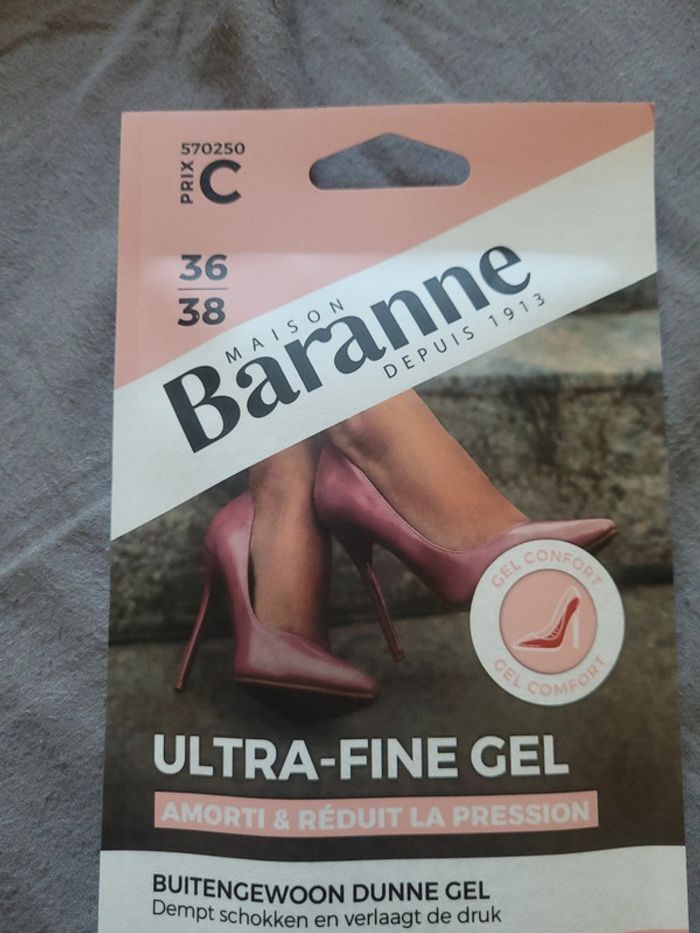 570250
PRIX C
36
38
MAISON
Baranne
DEPUIS 1913
GEL CONFORT
GEL COMFORT
ULTRA-FINE GEL
AMORTI & RÉDUIT LA PRESSION
BUITENGEWOON DUNNE GEL
Dempt schokken en verlaagt de druk